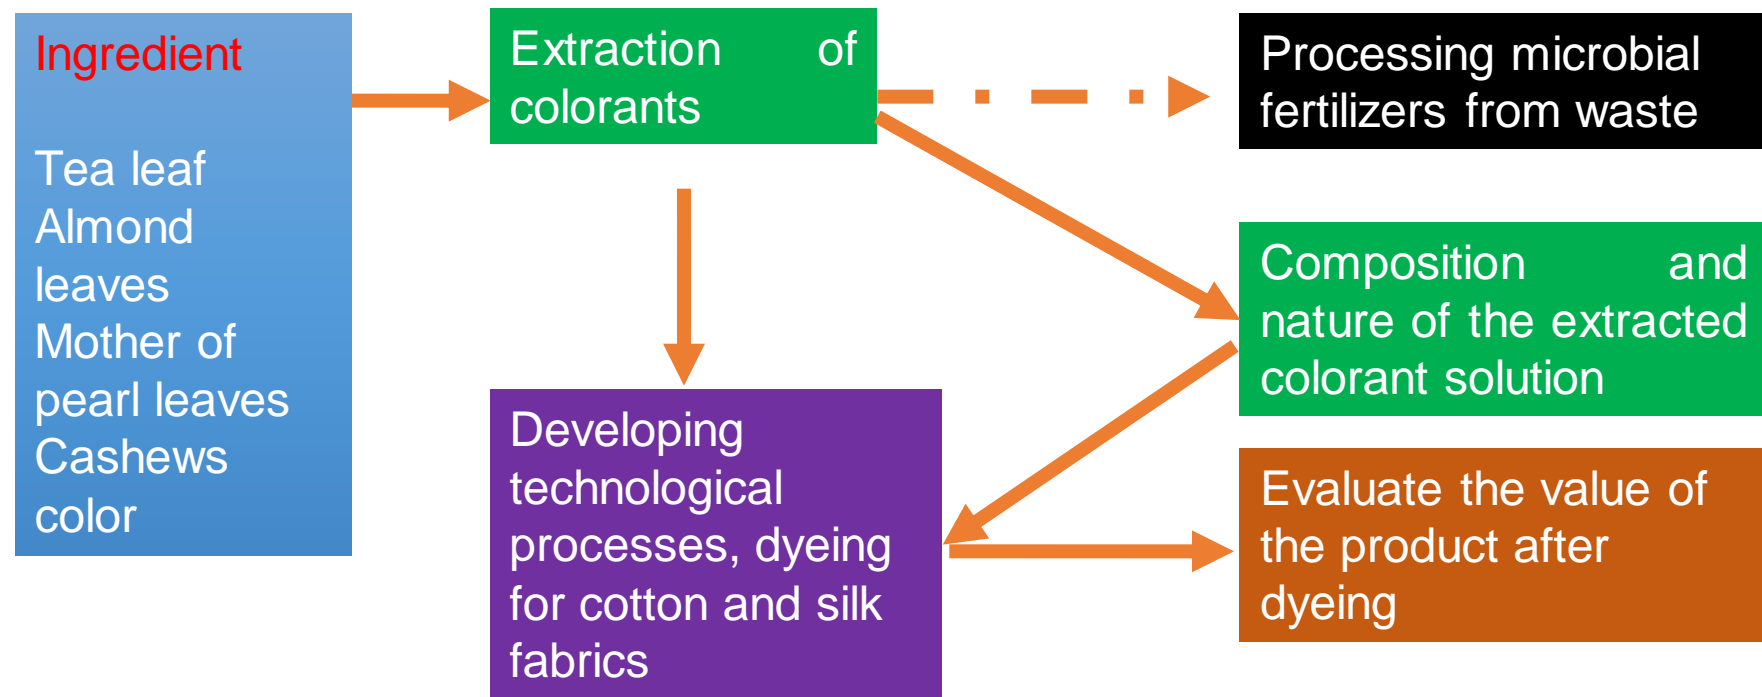 Ingredient
Tea leaf
Almond
leaves
Mother of
pearl leaves
Cashews
color
Extraction of
colorants
Processing microbial
fertilizers from waste
Composition and
nature of the extracted
colorant solution
Developing
technological
processes, dyeing
for cotton and silk
fabrics
Evaluate the value of
the product after
dyeing